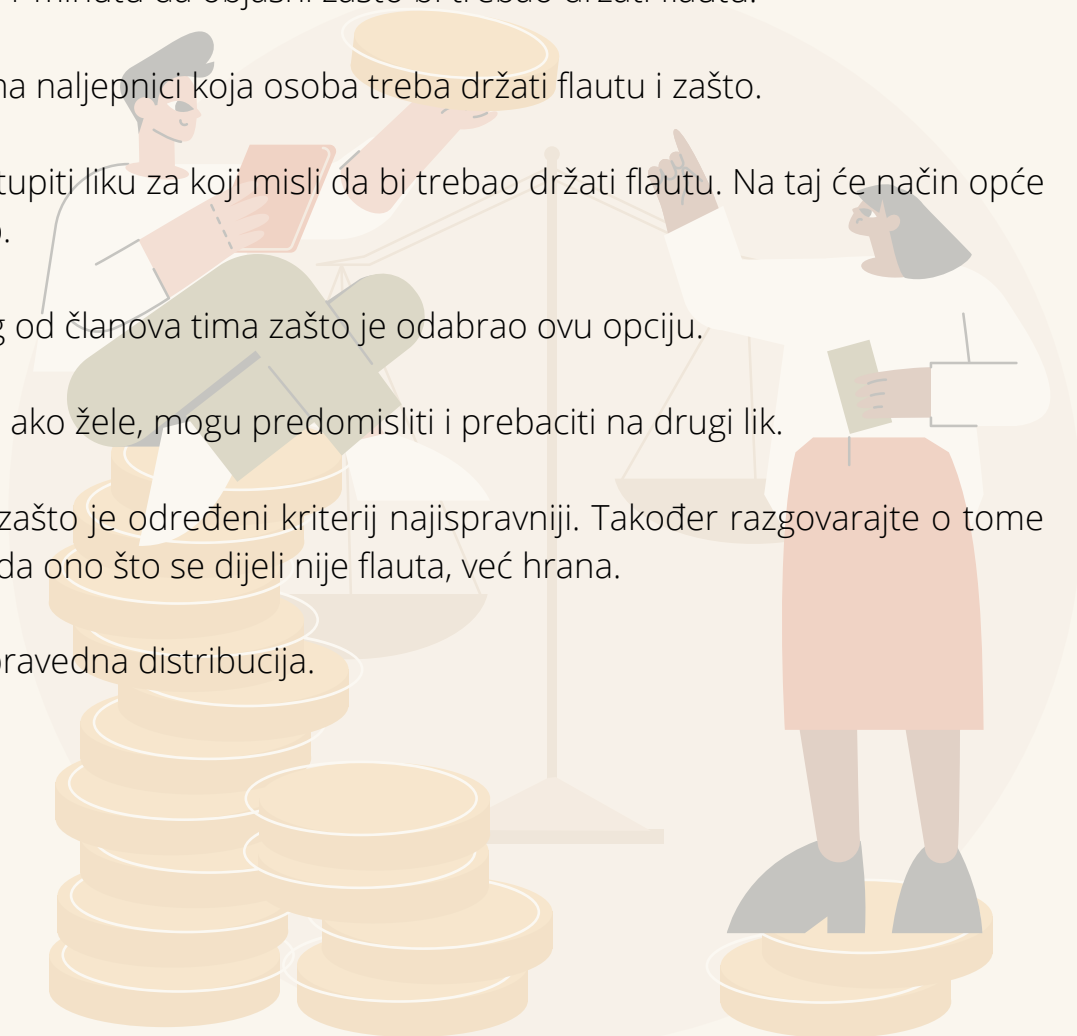 minutu da objasni zašto bi trebao držati flautu.
na naljepnici koja osoba treba držati flautu i zašto.
tupiti liku za koji misli da bi trebao držati flautu. Na taj će način opće
o.
g od članova tima zašto je odabrao ovu opciju.
ako žele, mogu predomisliti i prebaciti na drugi lik.
zašto je određeni kriterij najispravniji. Također razgovarajte o tome
da ono što se dijeli nije flauta, već hrana.
pravedna distribucija.